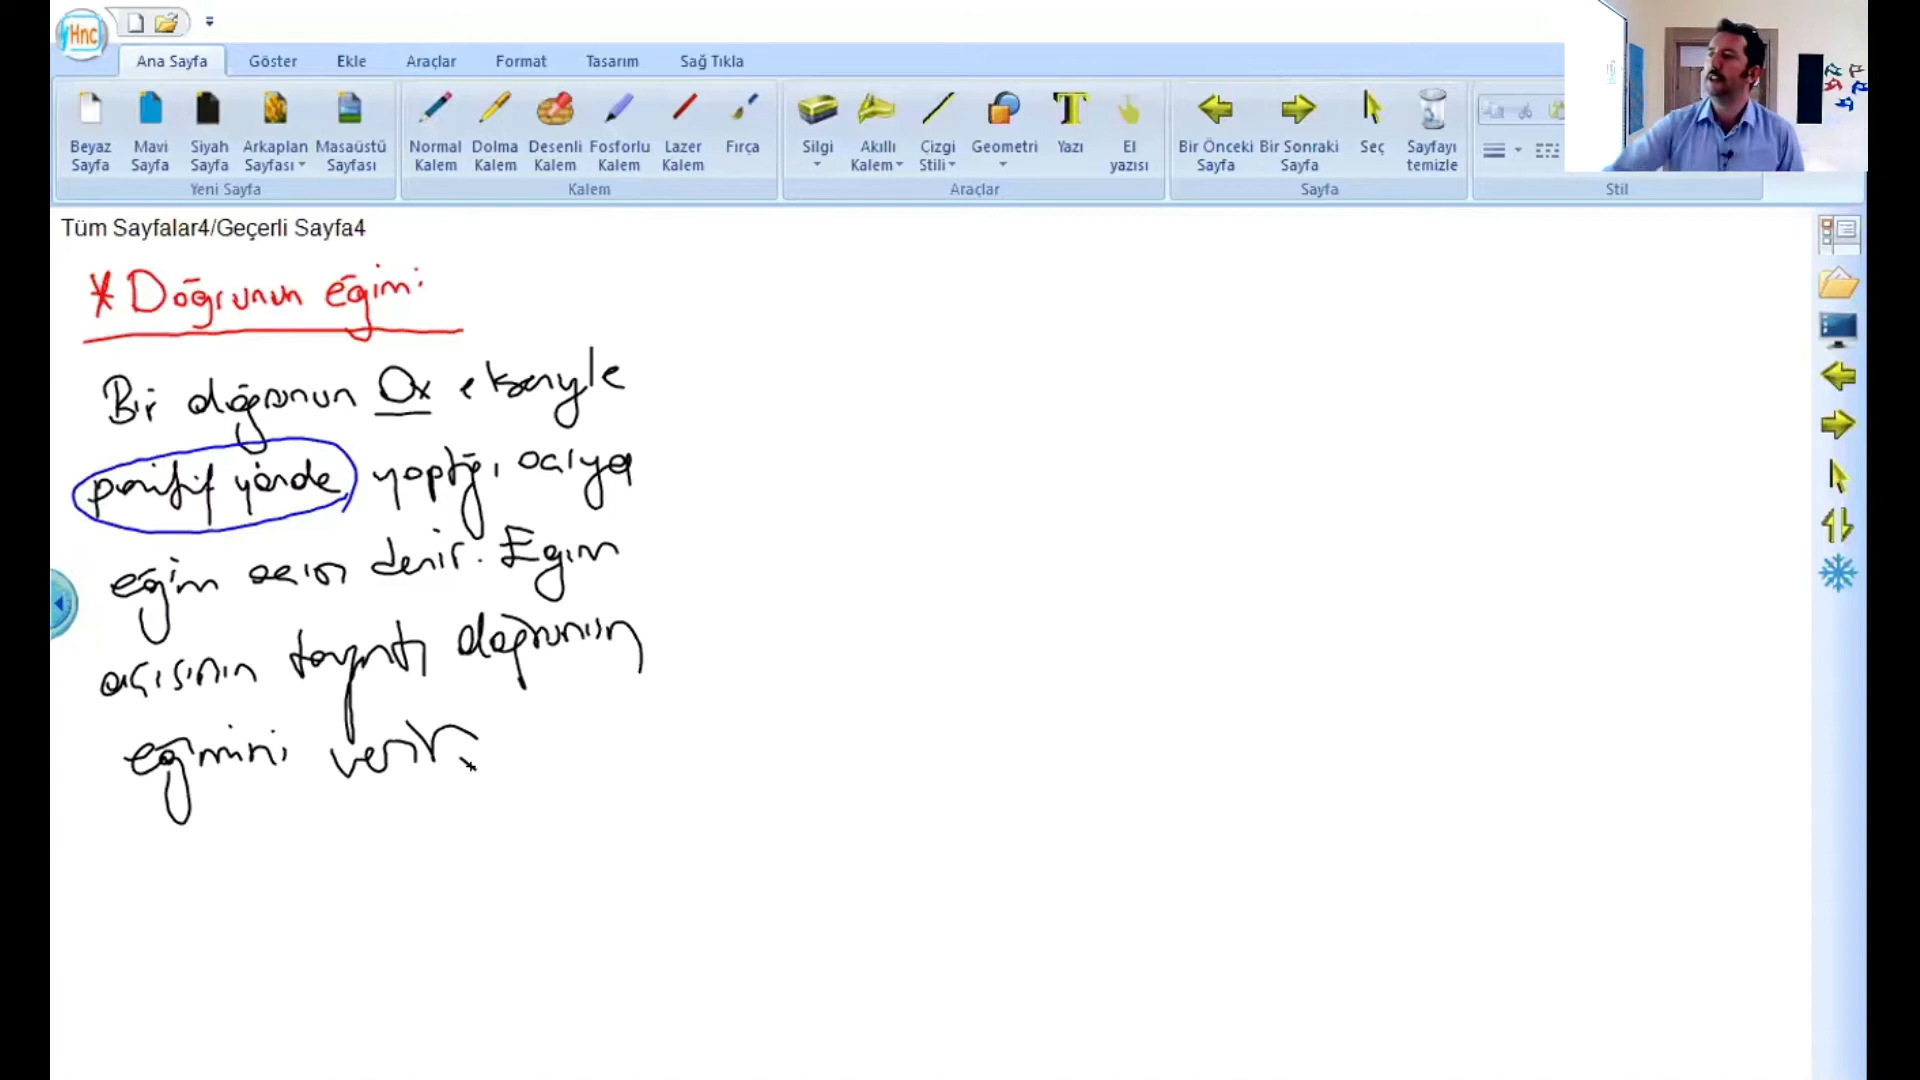 Hnc
Ana Sayfa Göster Ekle Araçlar Format Tasarım Sağ Tıkla
Beyaz Sayfa Mavi Sayfa Siyah Sayfa Arkaplan Sayfası Masaüstü Sayfası
Normal Kalem Dolma Kalem Desenli Kalem Fosforlu Kalem Lazer Kalem Fırça
Silgi Akıllı Kalem Çizgi Stili Geometri Yazı El yazısı
Bir Önceki Sayfa Bir Sonraki Sayfa Seç Sayfayı temizle
Yeni Sayfa Kalem Araçlar Sayfa Stil
Tüm Sayfalar4/Geçerli Sayfa4
* Doğrunun eğimi
Bir doğrunun Ox ekseniyle
pozitif yönde yaptığı açıya
eğim açısı denir. Eğim
açısının tanjantı doğrunun
eğimini verir.